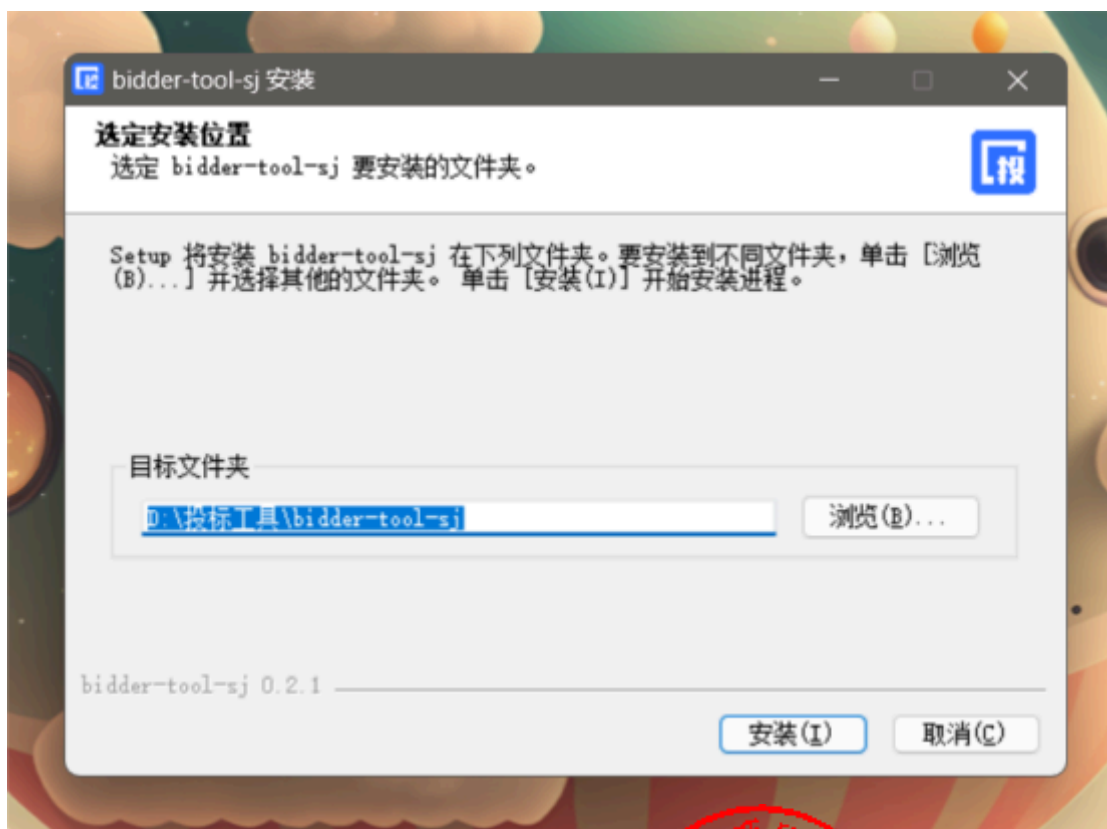 bidder-tool-sj 安装
选定安装位置
选定 bidder-tool-sj 要安装的文件夹。
投
Setup 将安装 bidder-tool-sj 在下列文件夹。要安装到不同文件夹，单击 [浏览
(B)...] 并选择其他的文件夹。 单击 [安装(I)] 开始安装进程。
目标文件夹
D:\投标工具\bidder-tool-sj
浏览(B)...
bidder-tool-sj 0.2.1
安装(I)
取消(C)